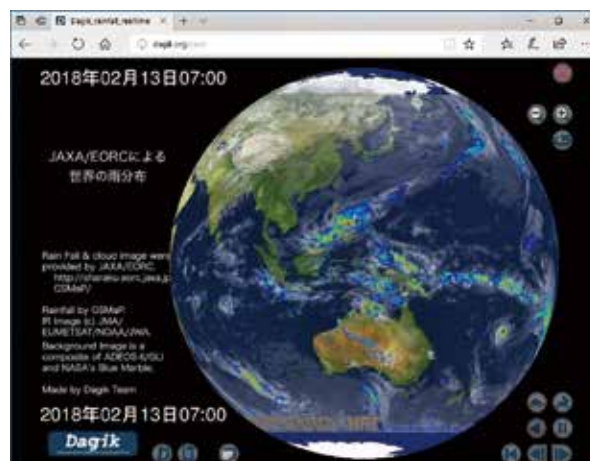 Dagik_rainfall_realtime
dagik.org
2018年02月13日07:00
JAXA/EORCによる
世界の雨分布
Rain Fall & cloud image were
provided by JAXA/EORC.
GSMaP/
Rainfall by GSMaP.
IR Image (c) JMA/
EUMETSAT/NOAA/JWA.
Background Image is a
composite of ADEOS-II/GLI
and NASA's Blue Marble.
Made by Dagik Team
2018年02月13日07:00
Dagik